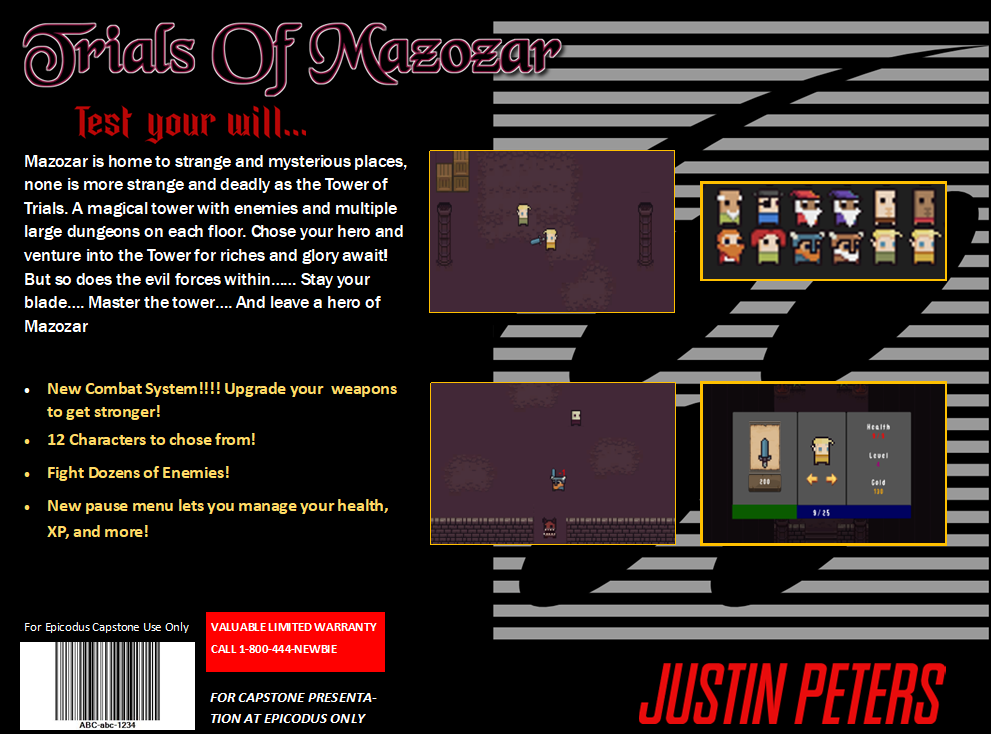 Trials Of Mazozar
Test your will...
Mazozar is home to strange and mysterious places,
none is more strange and deadly as the Tower of
Trials. A magical tower with enemies and multiple
large dungeons on each floor. Chose your hero and
venture into the Tower for riches and glory await!
But so does the evil forces within...... Stay your
blade.... Master the tower.... And leave a hero of
Mazozar
• New Combat System!!!! Upgrade your weapons
to get stronger!
• 12 Characters to chose from!
• Fight Dozens of Enemies!
• New pause menu lets you manage your health,
XP, and more!
Health
Level
Gold
200
9/25
For Epicodus Capstone Use Only
ABC-abc-1234
VALUABLE LIMITED WARRANTY
CALL 1-800-444-NEWBIE
FOR CAPSTONE PRESENTA-
TION AT EPICODUS ONLY
JUSTIN PETERS